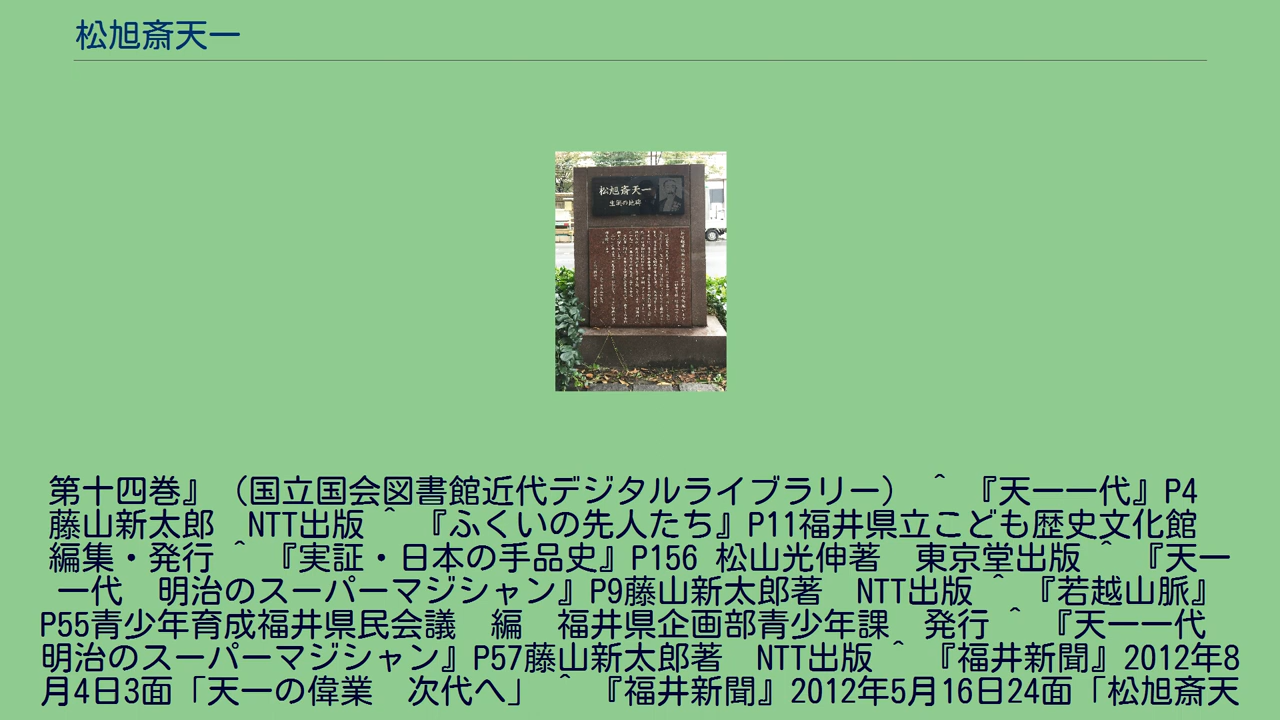 松旭斎天一
松旭斎天一
生誕の地碑
第十四巻』（国立国会図書館近代デジタルライブラリー） ^ 『天一一代』P4
藤山新太郎　NTT出版 ^ 『ふくいの先人たち』P11福井県立こども歴史文化館
編集・発行 ^ 『実証・日本の手品史』P156 松山光伸著　東京堂出版 ^ 『天一
一代　明治のスーパーマジシャン』P9藤山新太郎著　NTT出版 ^ 『若越山脈』
P55青少年育成福井県民会議　編　福井県企画部青少年課　発行 ^ 『天一一代
明治のスーパーマジシャン』P57藤山新太郎著　NTT出版 ^ 『福井新聞』2012年8
月4日3面「天一の偉業　次代へ」 ^ 『福井新聞』2012年5月16日24面「松旭斎天